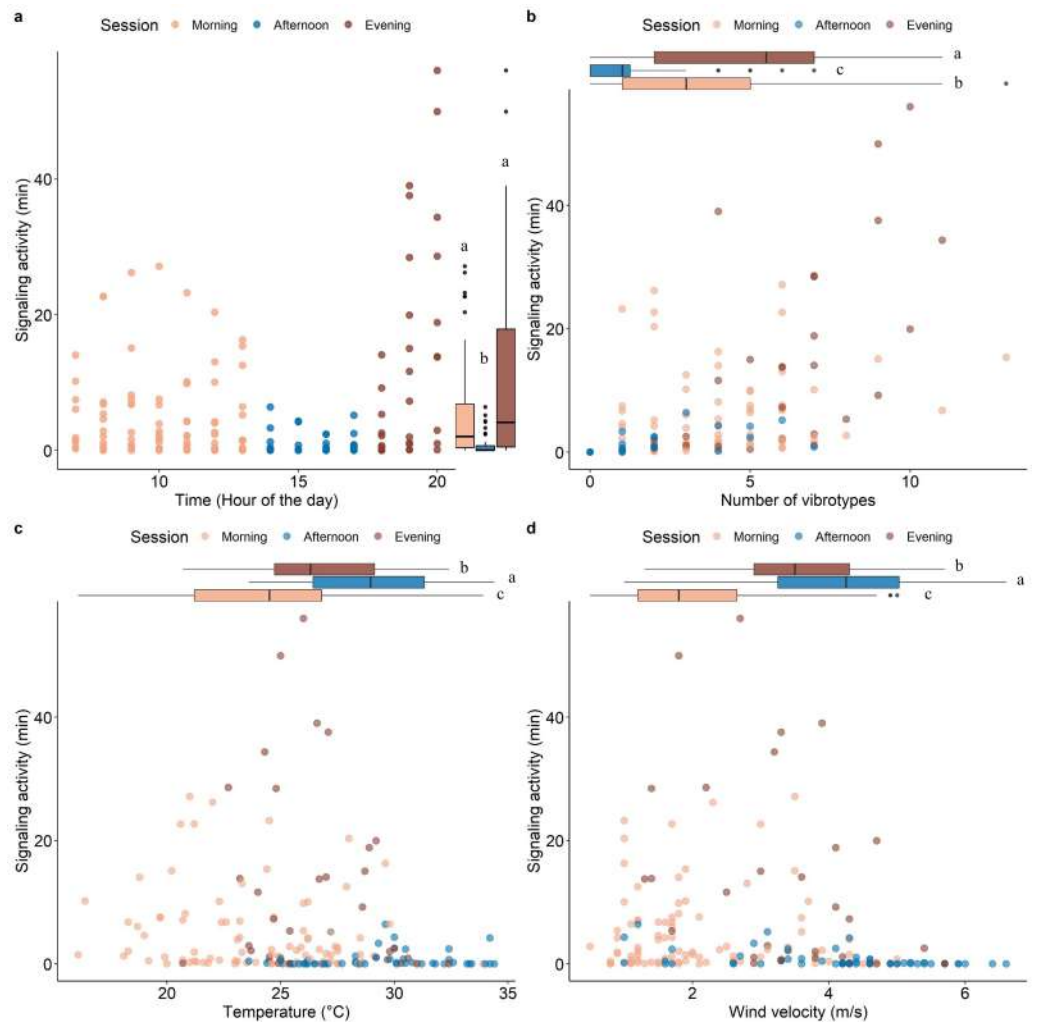 a
Session Morning Afternoon Evening
Signaling activity (min)
40
20
0
a
b
a
10 15 20
Time (Hour of the day)
b
Session Morning Afternoon Evening
a
c
b
Signaling activity (min)
40
20
0
0 5 10
Number of vibrotypes
c
Session Morning Afternoon Evening
b
a
c
Signaling activity (min)
40
20
0
20 25 30 35
Temperature (°C)
d
Session Morning Afternoon Evening
b
a
c
Signaling activity (min)
40
20
0
2 4 6
Wind velocity (m/s)